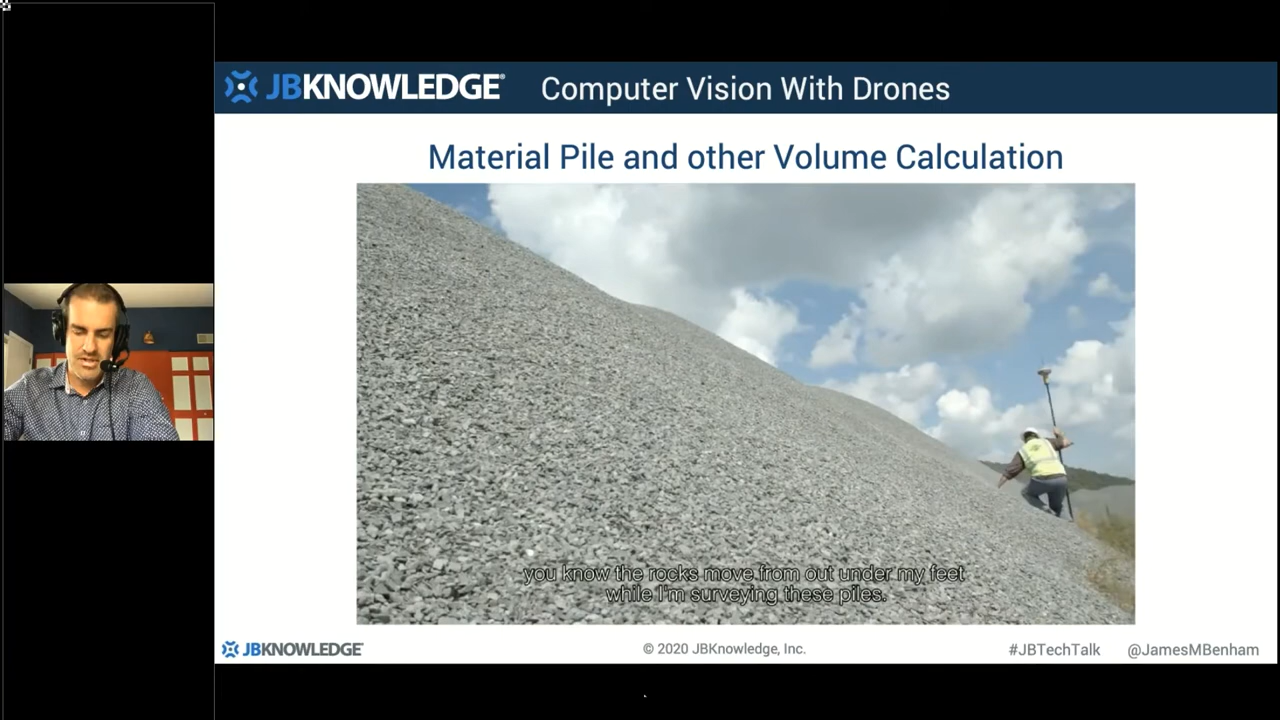 JBKNOWLEDGE®
Computer Vision With Drones
Material Pile and other Volume Calculation
you know the rocks move from out under my feet
while I'm surveying these piles.
JBKNOWLEDGE
© 2020 JBKnowledge, Inc.
#JBTechTalk
@JamesMBenham